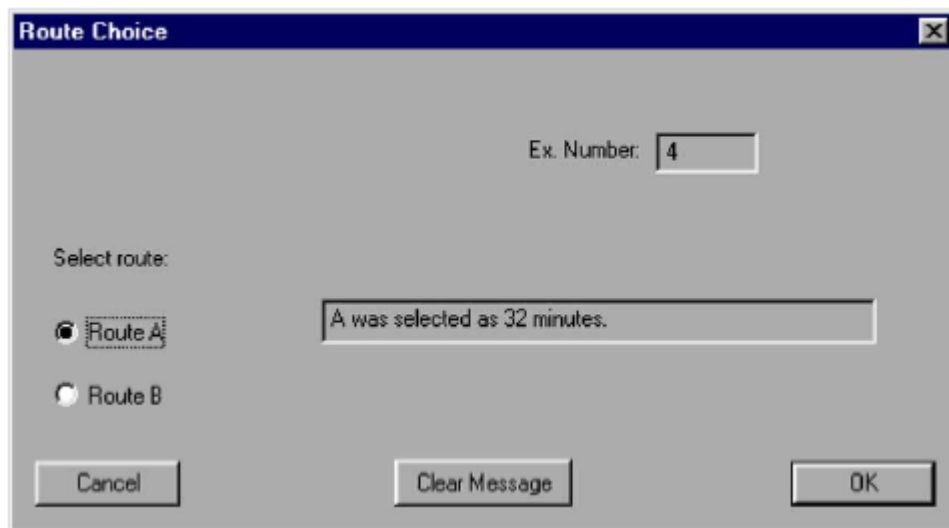 Route Choice
Ex. Number: 4
Select route:
Route A
A was selected as 32 minutes.
Route B
Cancel
Clear Message
OK